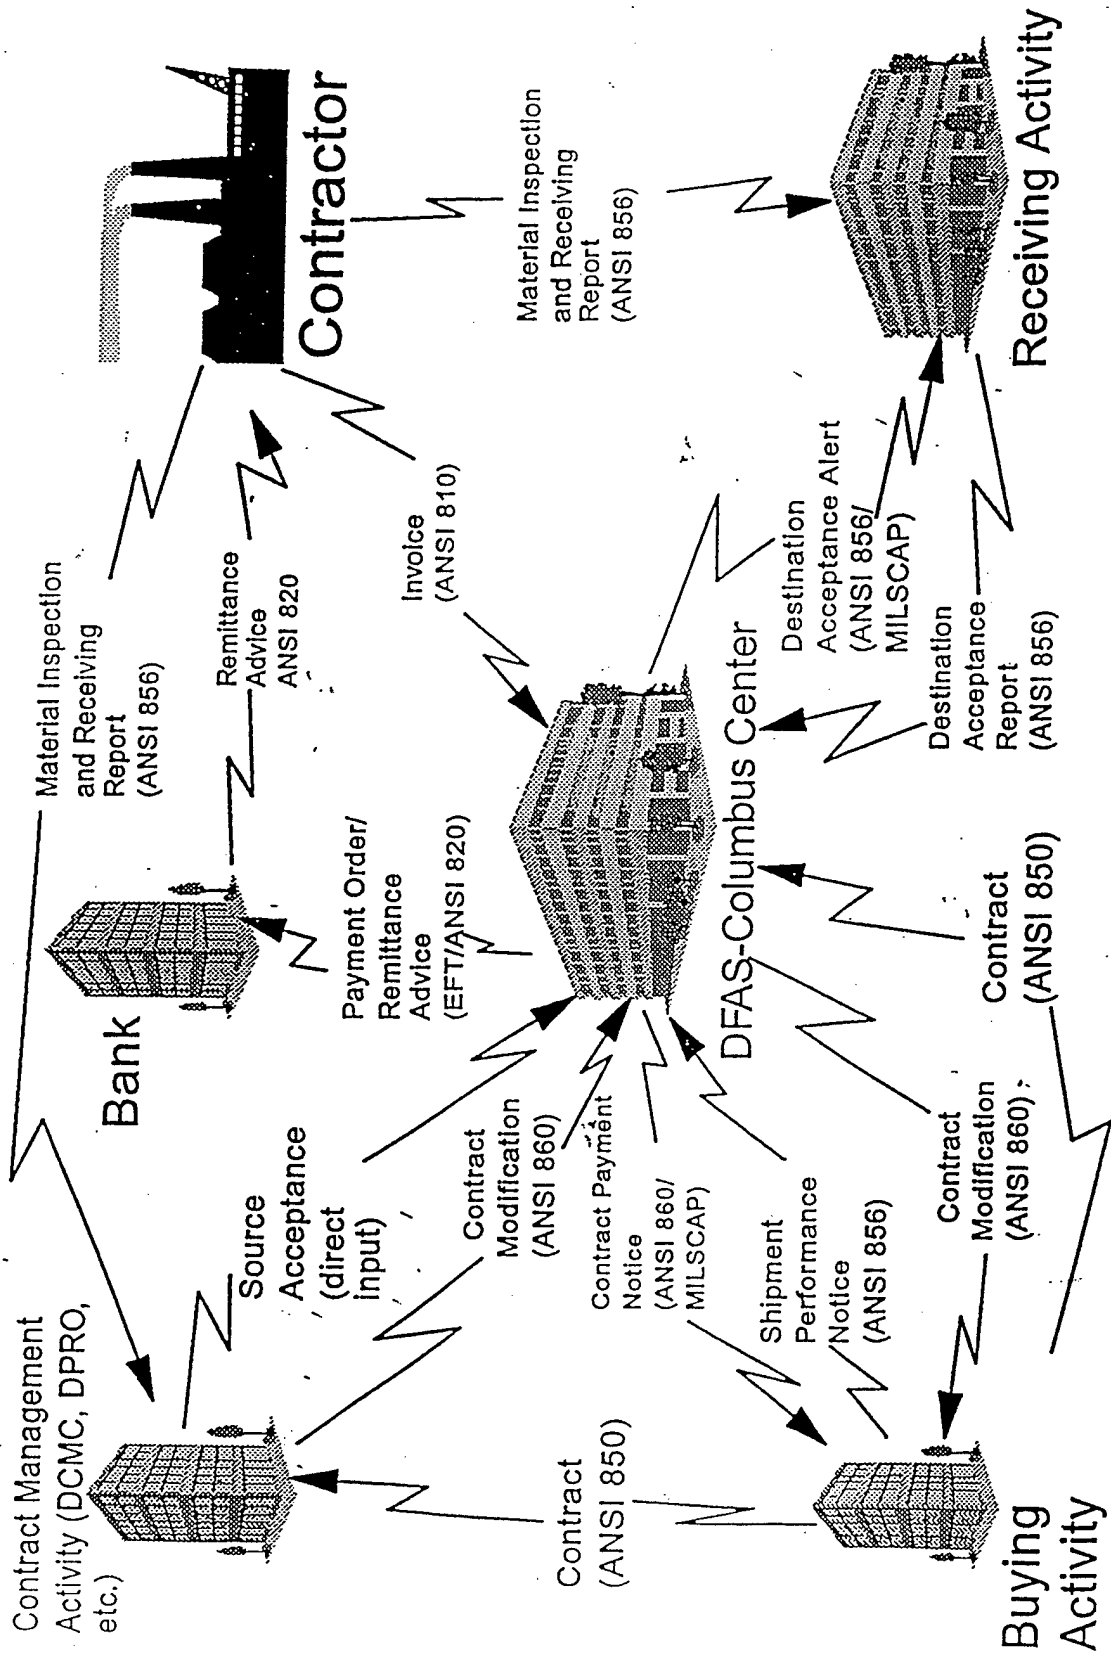 Contract Management
Activity (DCMC, DPRO,
etc.)
Material Inspection
and Receiving
Report
(ANSI 856)
Bank
Remittance
Advice
ANSI 820
Contractor
Source
Acceptance
(direct
input)
Payment Order/
Remittance
Advice
(EFT/ANSI 820)
Invoice
(ANSI 810)
Material Inspection
and Receiving
Report
(ANSI 856)
Contract
Modification
(ANSI 860)
Contract
(ANSI 850)
Contract Payment
Notice
(ANSI 860/
MILSCAP)
DFAS-Columbus Center
Destination
Acceptance Alert
(ANSI 856/
MILSCAP)
Shipment
Performance
Notice
(ANSI 856)
Destination
Acceptance
Report
(ANSI 856)
Receiving Activity
Contract
Modification
(ANSI 860)
Contract
(ANSI 850)
Buying
Activity